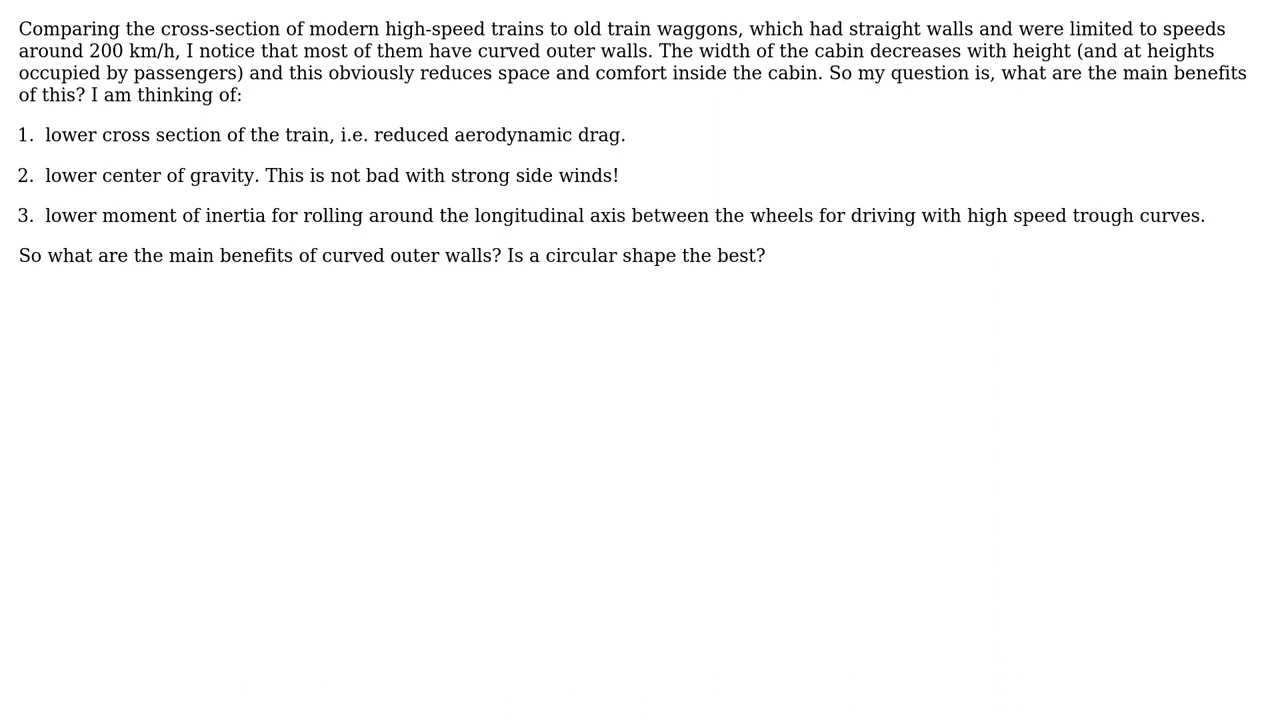 Comparing the cross-section of modern high-speed trains to old train waggons, which had straight walls and were limited to speeds
around 200 km/h, I notice that most of them have curved outer walls. The width of the cabin decreases with height (and at heights
occupied by passengers) and this obviously reduces space and comfort inside the cabin. So my question is, what are the main benefits
of this? I am thinking of:
1. lower cross section of the train, i.e. reduced aerodynamic drag.
2. lower center of gravity. This is not bad with strong side winds!
3. lower moment of inertia for rolling around the longitudinal axis between the wheels for driving with high speed trough curves.
So what are the main benefits of curved outer walls? Is a circular shape the best?